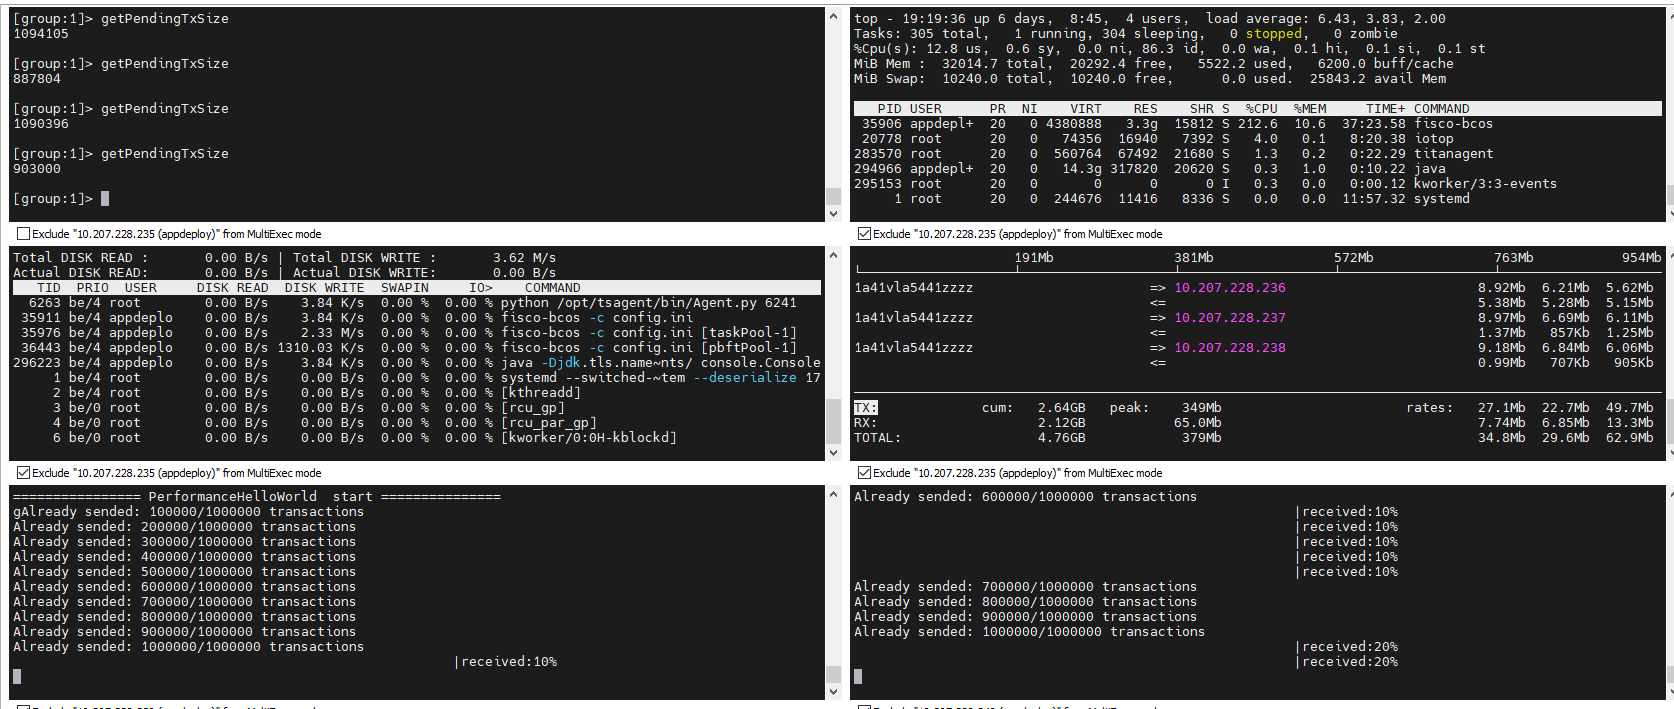 [group:1]> getPendingTxSize
1094105
[group:1]> getPendingTxSize
887804
[group:1]> getPendingTxSize
1090396
[group:1]> getPendingTxSize
903000
[group:1]>
Exclude "10.207.228.235 (appdeploy)" from MultiExec mode
top - 19:19:36 up 6 days,  8:45,  4 users,  load average: 6.43, 3.83, 2.00
Tasks: 305 total,   1 running, 304 sleeping,   0 stopped,   0 zombie
%Cpu(s): 12.8 us,  0.6 sy,  0.0 ni, 86.3 id,  0.0 wa,  0.1 hi,  0.1 si,  0.1 st
MiB Mem :  32014.7 total,  20292.4 free,   5522.2 used,   6200.0 buff/cache
MiB Swap:  10240.0 total,  10240.0 free,      0.0 used.  25843.2 avail Mem
PID USER      PR  NI    VIRT    RES    SHR S  %CPU  %MEM     TIME+ COMMAND
35906 appdepl+  20   0 4380888   3.3g  15812 S 212.6  10.6  37:23.58 fisco-bcos
20778 root      20   0   74356  16940   7392 S   4.0   0.1   8:20.38 iotop
283570 root      20   0  560764  67492  21680 S   1.3   0.2   0:22.29 titanagent
294966 appdepl+  20   0   14.3g 317820  20620 S   0.3   1.0   0:10.22 java
295153 root      20   0       0      0      0 I   0.3   0.0   0:00.12 kworker/3:3-events
1 root      20   0  244676  11416   8336 S   0.0   0.0  11:57.32 systemd
Exclude "10.207.228.235 (appdeploy)" from MultiExec mode
Total DISK READ :       0.00 B/s | Total DISK WRITE :       3.62 M/s
Actual DISK READ:       0.00 B/s | Actual DISK WRITE:       0.00 B/s
TID  PRIO  USER     DISK READ  DISK WRITE  SWAPIN     IO>    COMMAND
6263 be/4 root        0.00 B/s    3.84 K/s  0.00 %  0.00 % python /opt/tsagent/bin/Agent.py 6241
35911 be/4 appdeplo    0.00 B/s    3.84 K/s  0.00 %  0.00 % fisco-bcos -c config.ini
35976 be/4 appdeplo    0.00 B/s    2.33 M/s  0.00 %  0.00 % fisco-bcos -c config.ini [taskPool-1]
36443 be/4 appdeplo    0.00 B/s 1310.03 K/s  0.00 %  0.00 % fisco-bcos -c config.ini [pbftPool-1]
296223 be/4 appdeplo    0.00 B/s    3.84 K/s  0.00 %  0.00 % java -Djdk.tls.name~nts/ console.Console
1 be/4 root        0.00 B/s    0.00 B/s  0.00 %  0.00 % systemd --switched-~tem --deserialize 17
2 be/4 root        0.00 B/s    0.00 B/s  0.00 %  0.00 % [kthreadd]
3 be/0 root        0.00 B/s    0.00 B/s  0.00 %  0.00 % [rcu_gp]
4 be/0 root        0.00 B/s    0.00 B/s  0.00 %  0.00 % [rcu_par_gp]
6 be/0 root        0.00 B/s    0.00 B/s  0.00 %  0.00 % [kworker/0:0H-kblockd]
Exclude "10.207.228.235 (appdeploy)" from MultiExec mode
191Mb 381Mb 572Mb 763Mb 954Mb
1a41vla5441zzzz => 10.207.228.236 8.92Mb 6.21Mb 5.62Mb
<= 5.38Mb 5.28Mb 5.15Mb
1a41vla5441zzzz => 10.207.228.237 8.97Mb 6.69Mb 6.11Mb
<= 1.37Mb 857Kb 1.25Mb
1a41vla5441zzzz => 10.207.228.238 9.18Mb 6.84Mb 6.06Mb
<= 0.99Mb 707Kb 905Kb
TX: cum: 2.64GB peak: 349Mb rates: 27.1Mb 22.7Mb 49.7Mb
RX: 2.12GB 65.0Mb 7.74Mb 6.85Mb 13.3Mb
TOTAL: 4.76GB 379Mb 34.8Mb 29.6Mb 62.9Mb
Exclude "10.207.228.235 (appdeploy)" from MultiExec mode
================ PerformanceHelloWorld  start ===============
gAlready sended: 100000/1000000 transactions
Already sended: 200000/1000000 transactions
Already sended: 300000/1000000 transactions
Already sended: 400000/1000000 transactions
Already sended: 500000/1000000 transactions
Already sended: 600000/1000000 transactions
Already sended: 700000/1000000 transactions
Already sended: 800000/1000000 transactions
Already sended: 900000/1000000 transactions
Already sended: 1000000/1000000 transactions
|received:10%
Already sended: 600000/1000000 transactions
|received:10%
|received:10%
|received:10%
|received:10%
|received:10%
Already sended: 700000/1000000 transactions
Already sended: 800000/1000000 transactions
Already sended: 900000/1000000 transactions
Already sended: 1000000/1000000 transactions
|received:20%
|received:20%